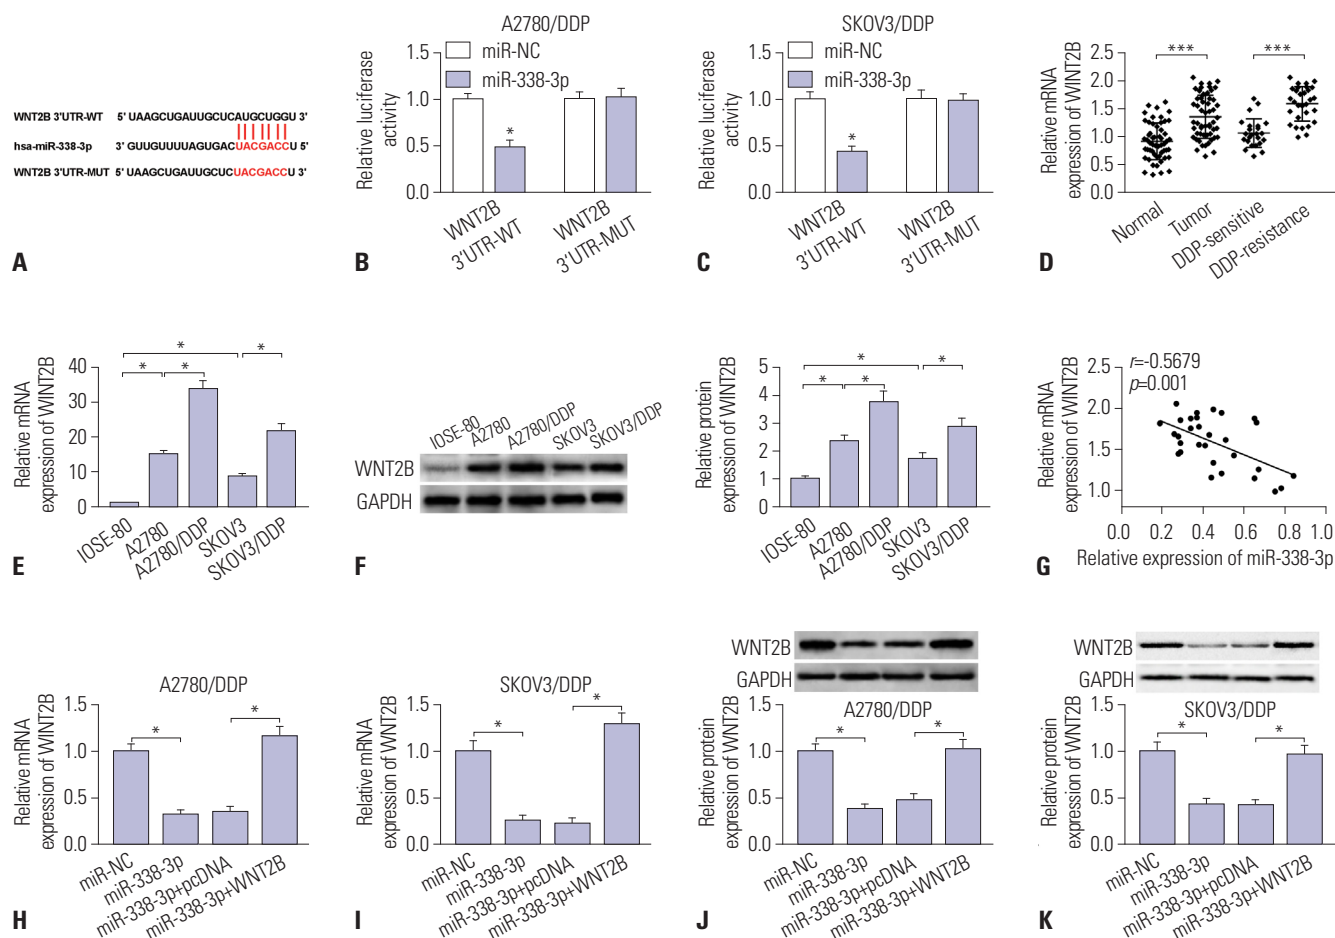 WNT2B 3'UTR-WT 5' UAAGCUGAUUGCUCAUGCUGGU 3'
hsa-miR-338-3p 3' GUUGUUUUAGUGACUACGACCU 5'
WNT2B 3'UTR-MUT 5' UAAGCUGAUUGCUCUACGACCU 3'
A
A2780/DDP
miR-NC
miR-338-3p
Relative luciferase
activity
1.5
1.0
0.5
0.0
*
WNT2B
3'UTR-WT
WNT2B
3'UTR-MUT
B
SKOV3/DDP
miR-NC
miR-338-3p
Relative luciferase
activity
1.5
1.0
0.5
0.0
*
WNT2B
3'UTR-WT
WNT2B
3'UTR-MUT
C
Relative mRNA
expression of WINT2B
2.5
2.0
1.5
1.0
0.5
0.0
***
***
Normal
Tumor
DDP-sensitive
DDP-resistance
D
Relative mRNA
expression of WINT2B
40
30
20
10
0
*
*
*
*
IOSE-80
A2780
A2780/DDP
SKOV3
SKOV3/DDP
E
IOSE-80
A2780
A2780/DDP
SKOV3
SKOV3/DDP
WNT2B
GAPDH
F
Relative protein
expression of WNT2B
5
4
3
2
1
0
*
*
*
*
IOSE-80
A2780
A2780/DDP
SKOV3
SKOV3/DDP
r=-0.5679
p=0.001
Relative mRNA
expression of WINT2B
2.5
2.0
1.5
1.0
0.0 0.2 0.4 0.6 0.8 1.0
Relative expression of miR-338-3p
G
A2780/DDP
Relative mRNA
expression of WINT2B
1.5
1.0
0.5
0.0
*
*
miR-NC
miR-338-3p
miR-338-3p+pcDNA
miR-338-3p+WNT2B
H
SKOV3/DDP
Relative mRNA
expression of WINT2B
1.5
1.0
0.5
0.0
*
*
miR-NC
miR-338-3p
miR-338-3p+pcDNA
miR-338-3p+WNT2B
I
WNT2B
GAPDH
A2780/DDP
Relative protein
expression of WNT2B
1.5
1.0
0.5
0.0
*
*
miR-NC
miR-338-3p
miR-338-3p+pcDNA
miR-338-3p+WNT2B
J
WNT2B
GAPDH
SKOV3/DDP
Relative protein
expression of WNT2B
1.5
1.0
0.5
0.0
*
*
miR-NC
miR-338-3p
miR-338-3p+pcDNA
miR-338-3p+WNT2B
K